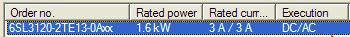 Order no. Rated power Rated curr... Execution
6SL3120-2TE13-0Axx 1.6 kW 3 A / 3 A DC/AC